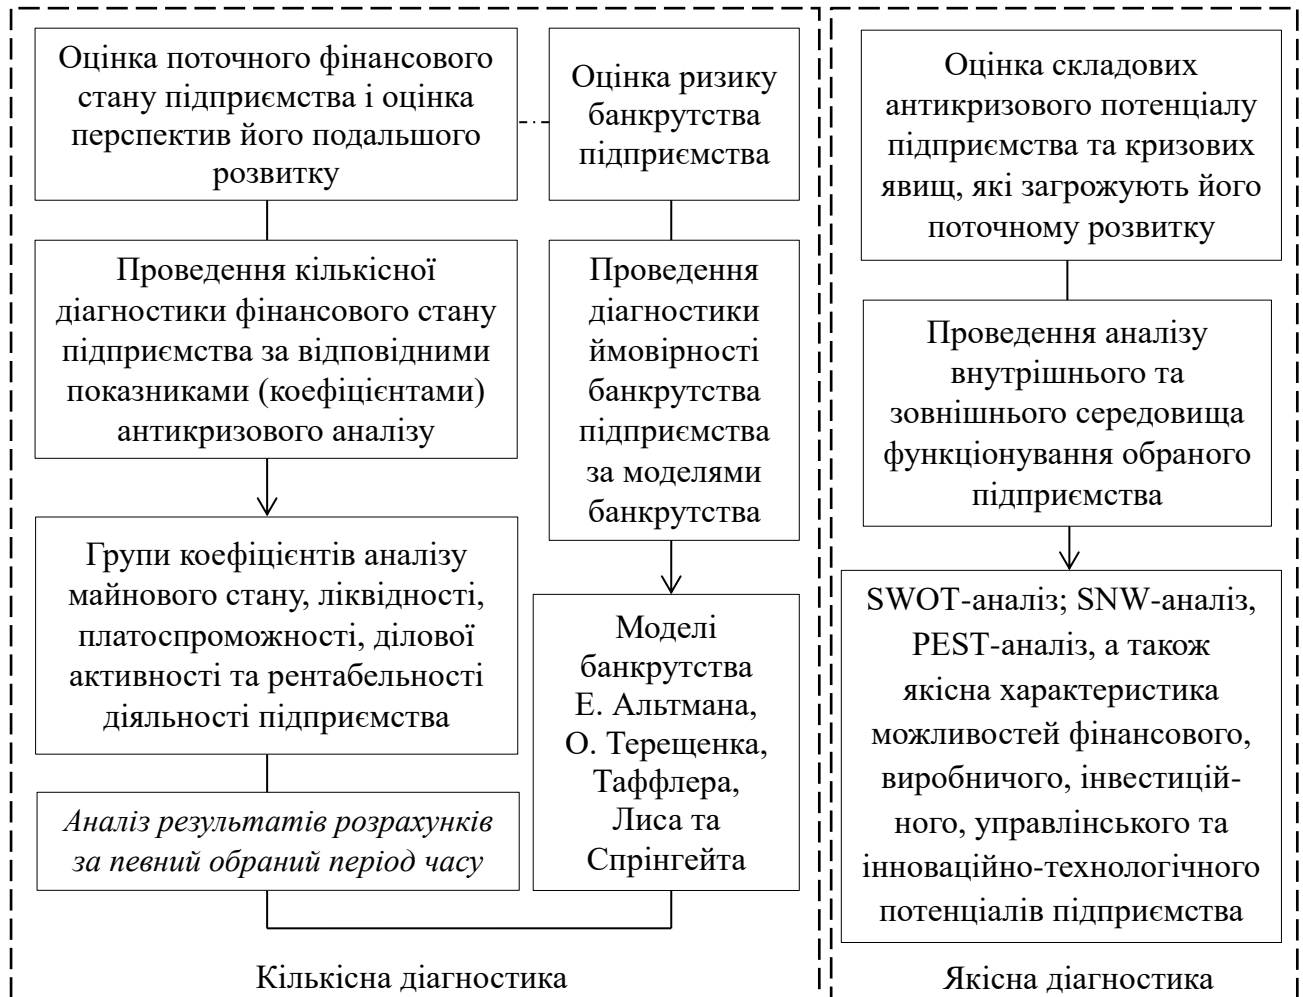 Оцінка поточного фінансового
стану підприємства і оцінка
перспектив його подальшого
розвитку
Проведення кількісної
діагностики фінансового стану
підприємства за відповідними
показниками (коефіцієнтами)
антикризового аналізу
Групи коефіцієнтів аналізу
майнового стану, ліквідності,
платоспроможності, ділової
активності та рентабельності
діяльності підприємства
Аналіз результатів розрахунків
за певний обраний період часу
Оцінка ризику
банкрутства
підприємства
Проведення
діагностики
ймовірності
банкрутства
підприємства
за моделями
банкрутства
Моделі
банкрутства
Е. Альтмана,
О. Терещенка,
Таффлера,
Лиса та
Спрінгейта
Кількісна діагностика
Оцінка складових
антикризового потенціалу
підприємства та кризових
явищ, які загрожують його
поточному розвитку
Проведення аналізу
внутрішнього та
зовнішнього середовища
функціонування обраного
підприємства
SWOT-аналіз; SNW-аналіз,
PEST-аналіз, а також
якісна характеристика
можливостей фінансового,
виробничого, інвестицій-
ного, управлінського та
інноваційно-технологічного
потенціалів підприємства
Якісна діагностика